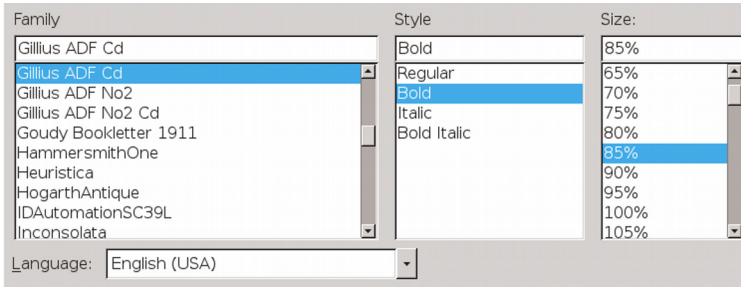 Family
Style
Size:
Gillius ADF Cd
Bold
85%
Gillius ADF Cd
Gillius ADF No2
Gillius ADF No2 Cd
Goudy Bookletter 1911
HammersmithOne
Heuristica
HogarthAntique
IDAutomationSC39L
Inconsolata
Regular
Bold
Italic
Bold Italic
65%
70%
75%
80%
85%
90%
95%
100%
105%
Language: English (USA)